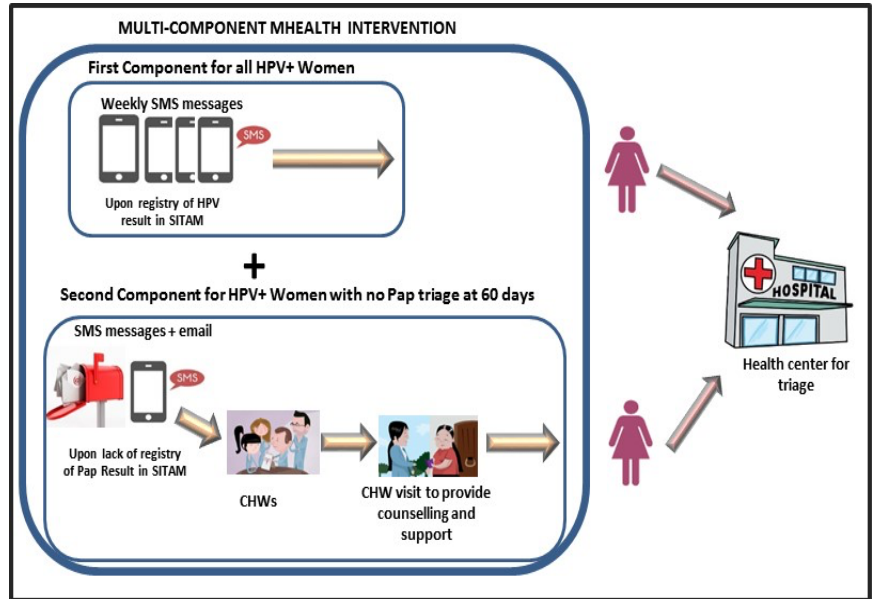 MULTI-COMPONENT MHEALTH INTERVENTION
First Component for all HPV+ Women
Weekly SMS messages
SMS
Upon registry of HPV
result in SITAM
+
Second Component for HPV+ Women with no Pap triage at 60 days
SMS messages + email
SMS
Upon lack of registry
of Pap Result in SITAM
CHWs
CHW visit to provide
counselling and
support
HOSPITAL
Health center for
triage